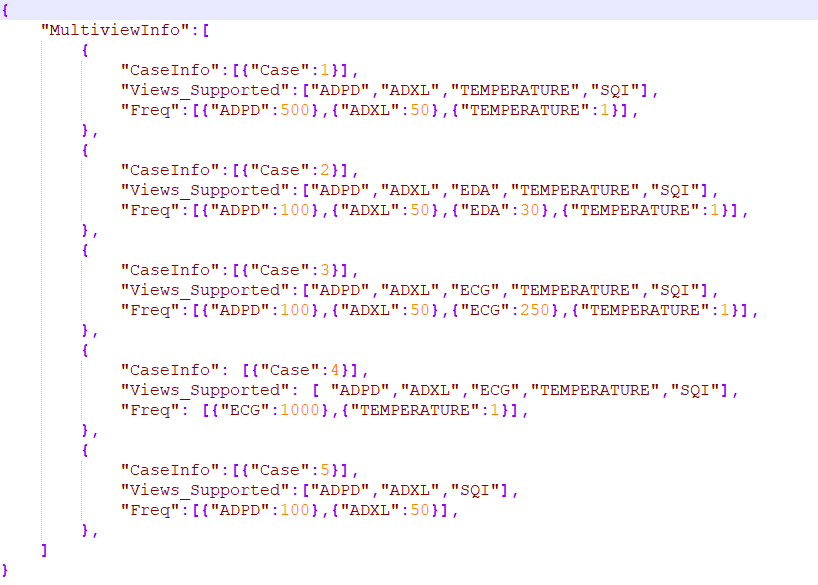 {
    "MultiviewInfo":[
        {
            "CaseInfo":[{"Case":1}],
            "Views_Supported":["ADPD","ADXL","TEMPERATURE","SQI"],
            "Freq":[{"ADPD":500},{"ADXL":50},{"TEMPERATURE":1}],
        },
        {
            "CaseInfo":[{"Case":2}],
            "Views_Supported":["ADPD","ADXL","EDA","TEMPERATURE","SQI"],
            "Freq":[{"ADPD":100},{"ADXL":50},{"EDA":30},{"TEMPERATURE":1}],
        },
        {
            "CaseInfo":[{"Case":3}],
            "Views_Supported":["ADPD","ADXL","ECG","TEMPERATURE","SQI"],
            "Freq":[{"ADPD":100},{"ADXL":50},{"ECG":250},{"TEMPERATURE":1}],
        },
        {
            "CaseInfo": [{"Case":4}],
            "Views_Supported": [ "ADPD","ADXL","ECG","TEMPERATURE","SQI"],
            "Freq": [{"ECG":1000},{"TEMPERATURE":1}],
        },
        {
            "CaseInfo":[{"Case":5}],
            "Views_Supported":["ADPD","ADXL","SQI"],
            "Freq":[{"ADPD":100},{"ADXL":50}],
        },
    ]
}